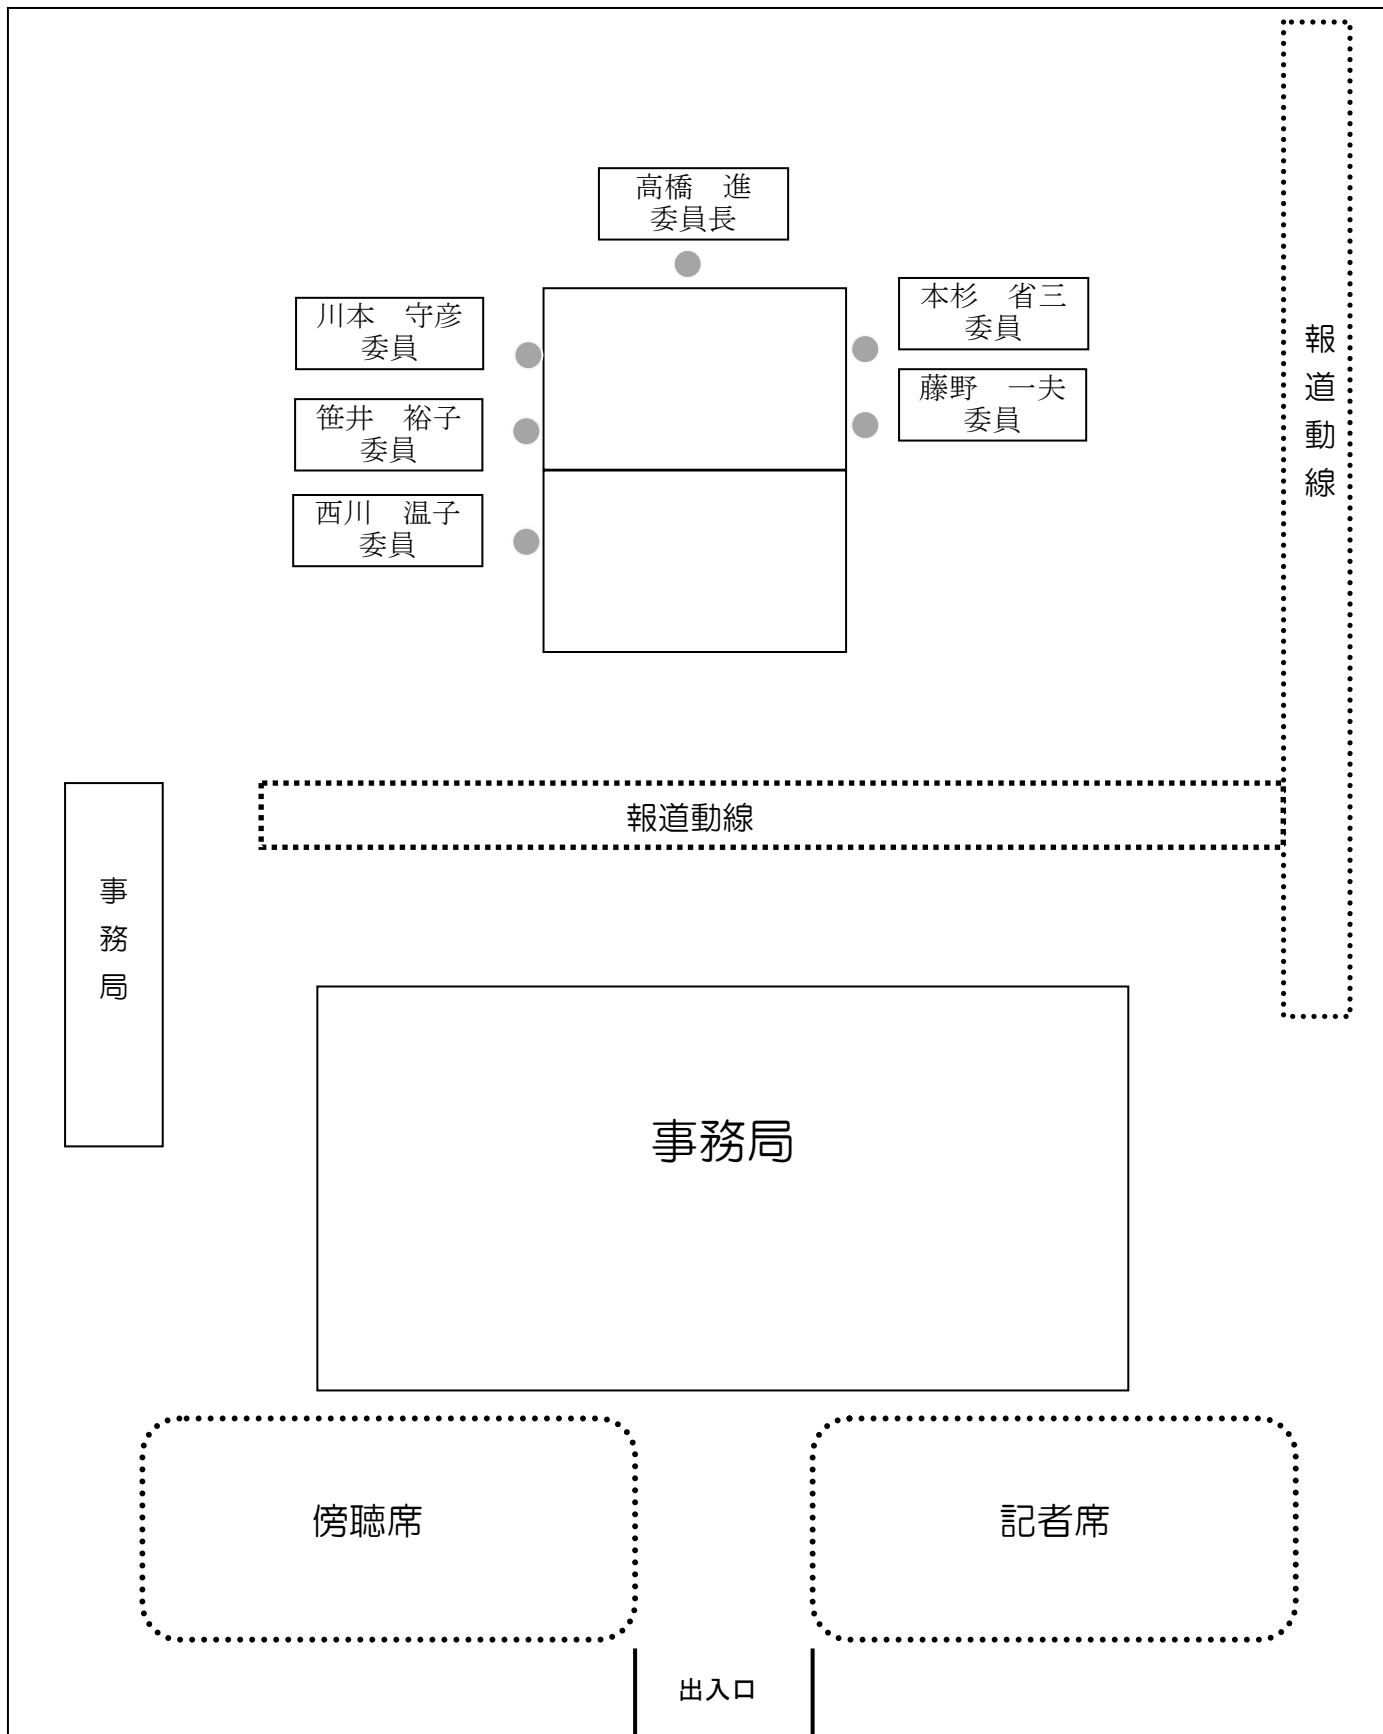 高橋　進
委員長
川本　守彦
委員
本杉　省三
委員
笹井　裕子
委員
藤野　一夫
委員
西川　温子
委員
報道動線
報道動線
事務局
事務局
傍聴席
記者席
出入口